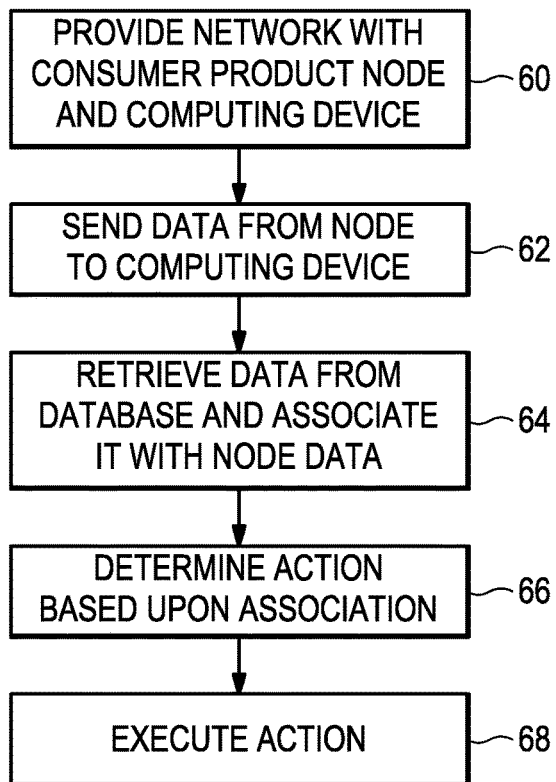 PROVIDE NETWORK WITH
CONSUMER PRODUCT NODE
AND COMPUTING DEVICE
60
SEND DATA FROM NODE
TO COMPUTING DEVICE
62
RETRIEVE DATA FROM
DATABASE AND ASSOCIATE
IT WITH NODE DATA
64
DETERMINE ACTION
BASED UPON ASSOCIATION
66
EXECUTE ACTION
68